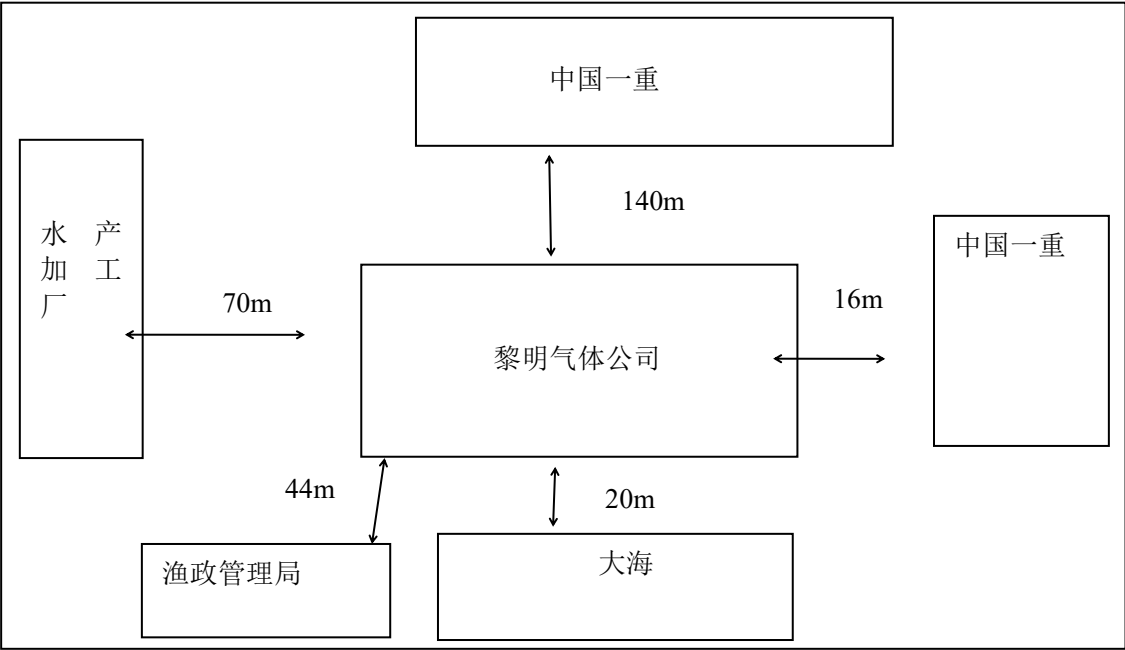 中国一重
140m
水 产
加 工
厂
中国一重
70m
16m
黎明气体公司
44m
20m
渔政管理局
大海